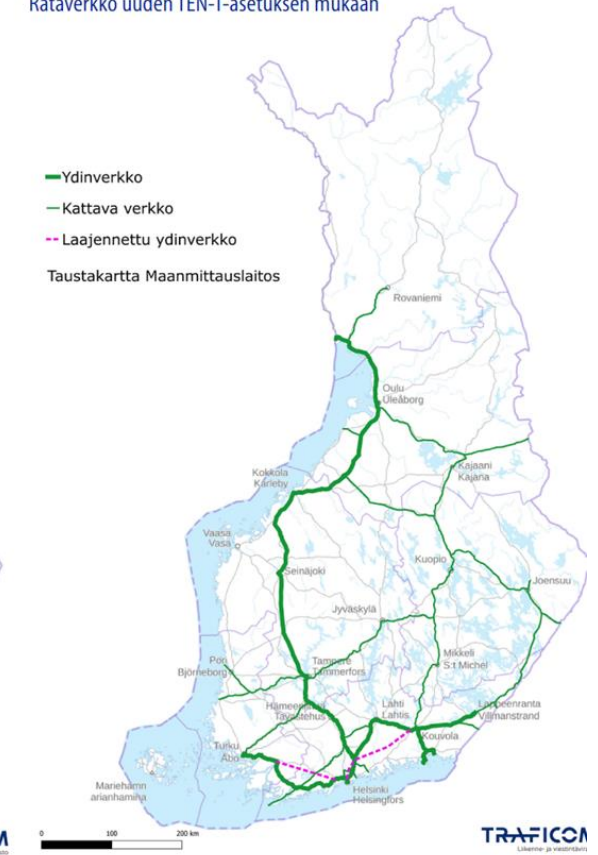 Rataverkko uuden TEN-T-asetuksen mukaan
Ydinverkko
Kattava verkko
Laajennettu ydinverkko
Taustakartta Maanmittauslaitos
Rovaniemi
Oulu
Uleåborg
Kokkola
Karleby
Kajaani
Kajana
Vaasa
Vasa
Kuopio
Joensuu
Seinäjoki
Jyväskylä
Mikkeli
S:t Michel
Pori
Björneborg
Tampere
Tammerfors
Hämeenlinna
Tavastehus
Lahti
Lahtis
Lappeenranta
Villmanstrand
Kouvola
Turku
Åbo
Helsinki
Helsingfors
Mariehamn
arianhamina
0 100 200 km
M
TRAFICOM